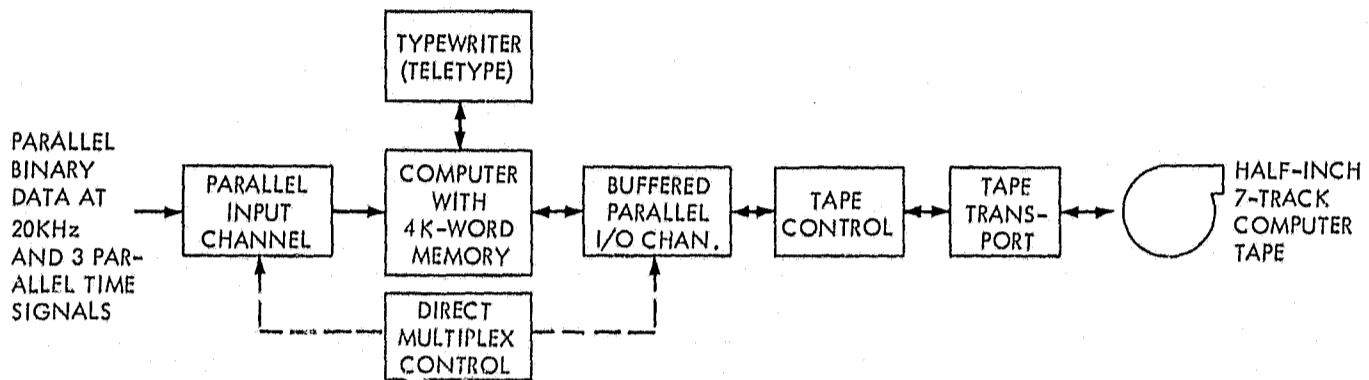 TYPEWRITER
(TELETYPE)
PARALLEL
BINARY
DATA AT
20KHz
AND 3 PAR-
ALLEL TIME
SIGNALS
PARALLEL
INPUT
CHANNEL
COMPUTER
WITH
4K-WORD
MEMORY
BUFFERED
PARALLEL
I/O CHAN.
TAPE
CONTROL
TAPE
TRANS-
PORT
HALF-INCH
7-TRACK
COMPUTER
TAPE
DIRECT
MULTIPLEX
CONTROL